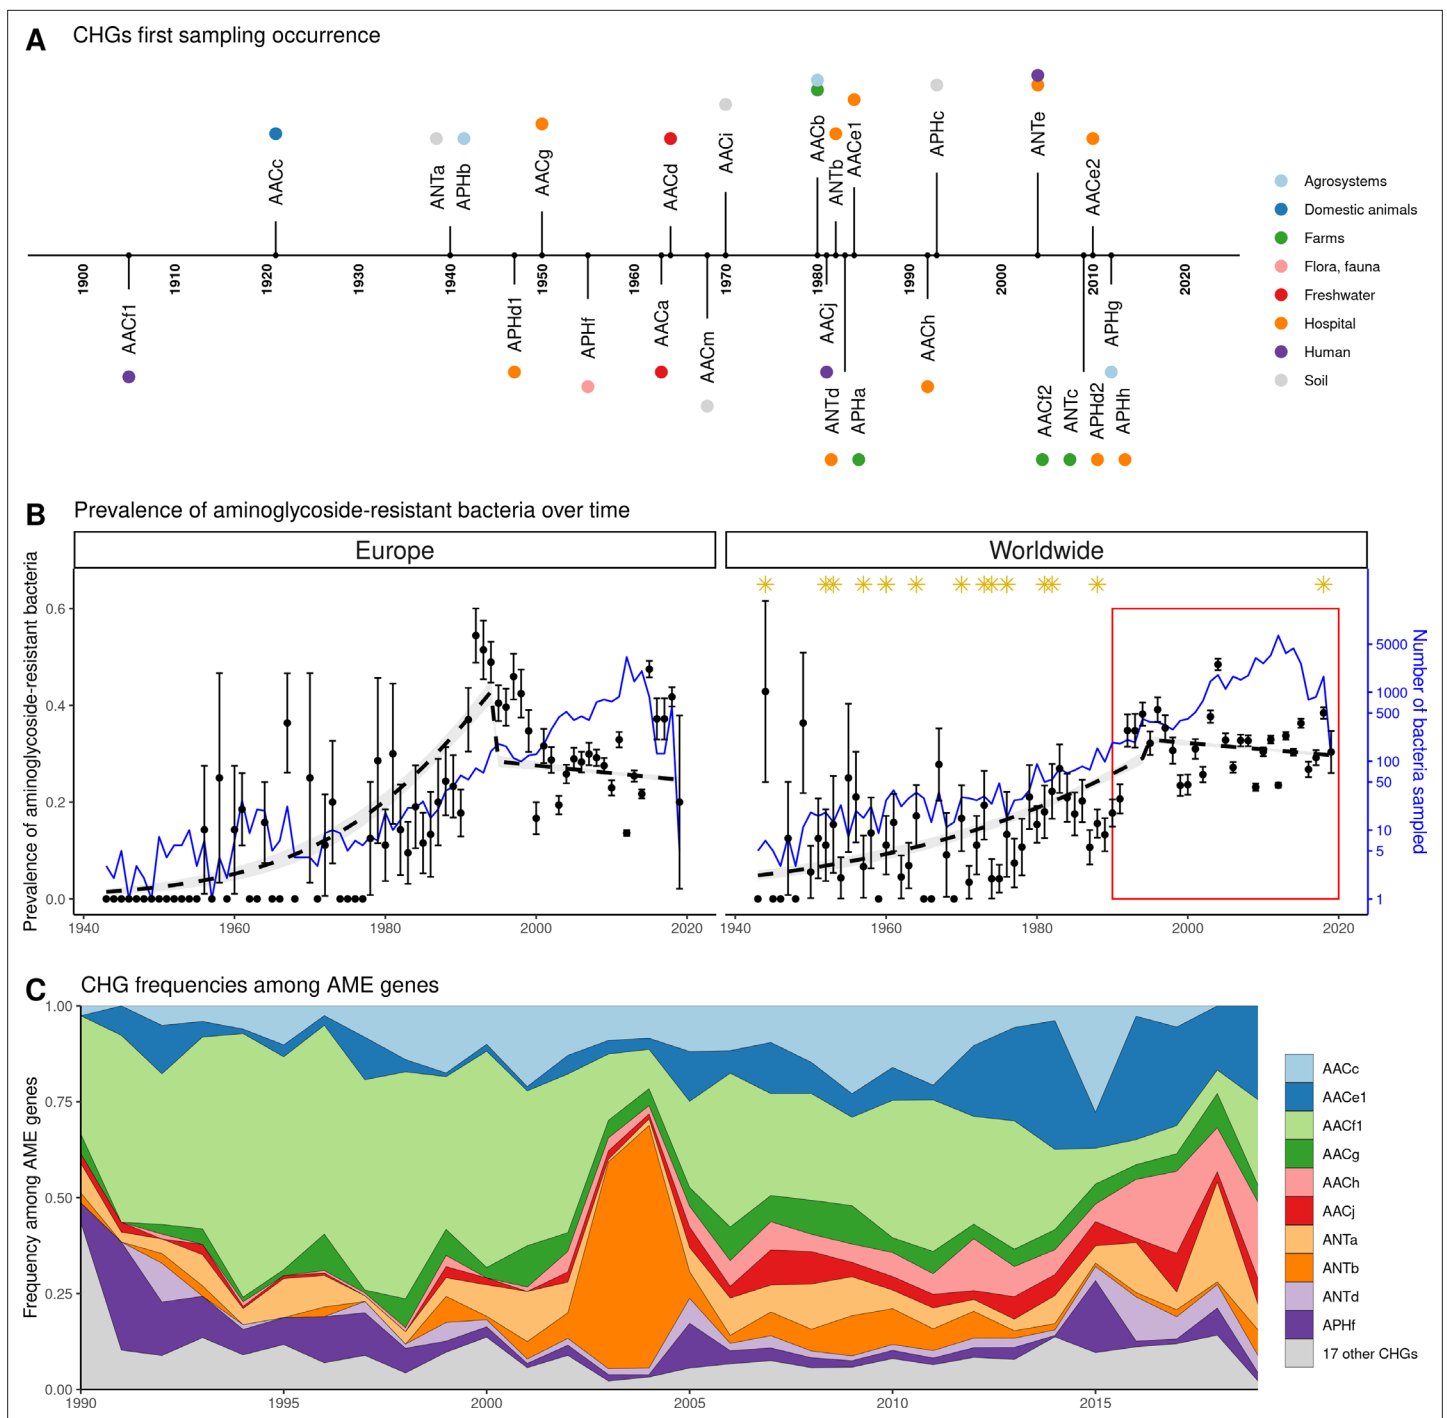 A CHGs first sampling occurrence
AACc
ANTa
APHb
AACg
AACd
AACi
AACb
ANTb
AACe1
APHc
ANTe
AACe2
1900 1910 1920 1930 1940 1950 1960 1970 1980 1990 2000 2010 2020
AACf1
APHd1
APHf
AACa
AACm
AACj
ANTd
APHa
AACh
AACf2
ANTc
APHd2
APHg
APHh
Agrosystems
Domestic animals
Farms
Flora, fauna
Freshwater
Hospital
Human
Soil
B Prevalence of aminoglycoside-resistant bacteria over time
Europe Worldwide
Prevalence of aminoglycoside-resistant bacteria
0.6
0.4
0.2
0.0
1940 1960 1980 2000 2020
1940 1960 1980 2000 2020
5000
1000
500
100
50
10
5
1
Number of bacteria sampled
C CHG frequencies among AME genes
Frequency among AME genes
1.00
0.75
0.50
0.25
0.00
1990 1995 2000 2005 2010 2015
AACc
AACe1
AACf1
AACg
AACh
AACj
ANTa
ANTb
ANTd
APHf
17 other CHGs